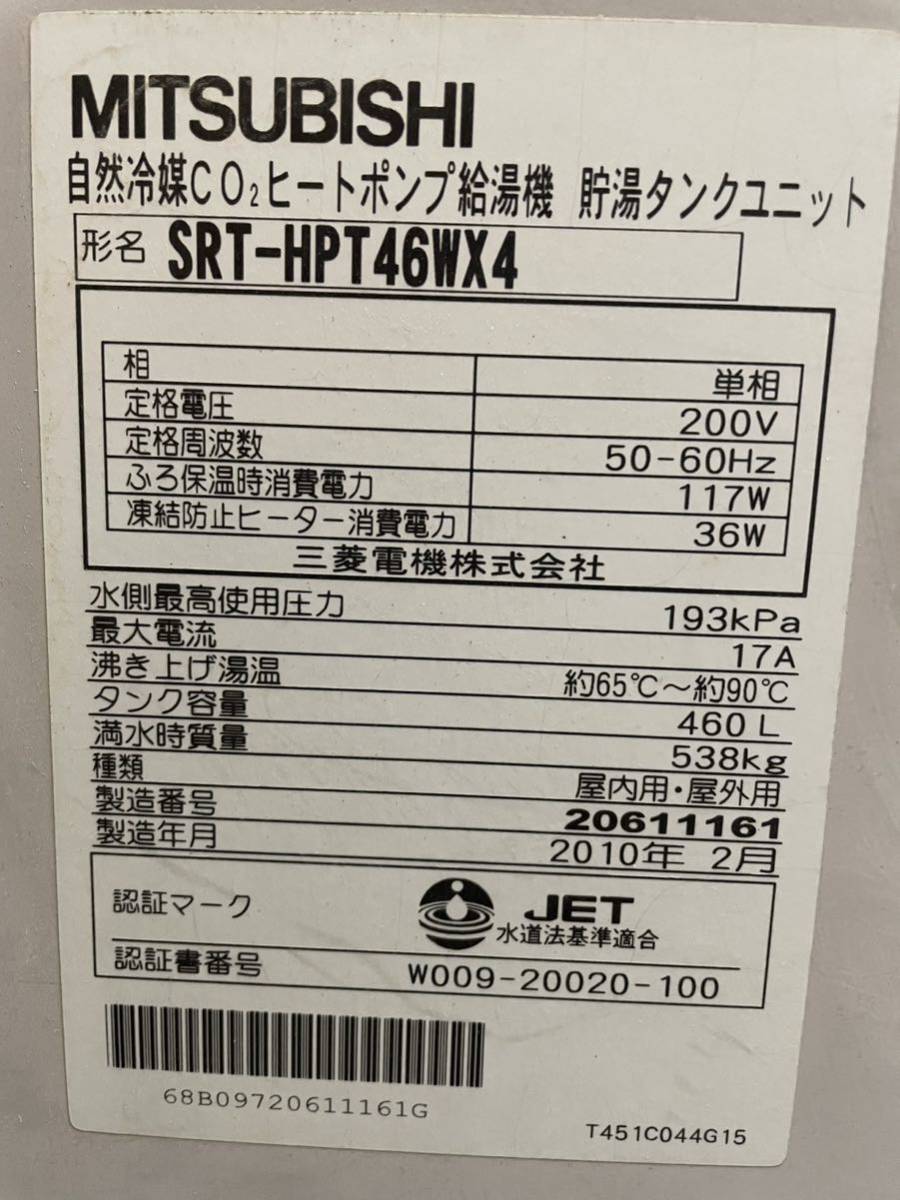 MITSUBISHI
自然冷媒CO₂ヒートポンプ給湯機 貯湯タンクユニット
形名 SRT-HPT46WX4
相 単相
定格電圧 200V
定格周波数 50-60Hz
ふろ保温時消費電力 117W
凍結防止ヒーター消費電力 36W
三菱電機株式会社
水側最高使用圧力 193kPa
最大電流 17A
沸き上げ湯温 約65℃～約90℃
タンク容量 460L
満水時質量 538kg
種類 屋内用・屋外用
製造番号 20611161
製造年月 2010年 2月
認証マーク JET
水道法基準適合
認証書番号 W009-20020-100
68B09720611161G
T451C044G15